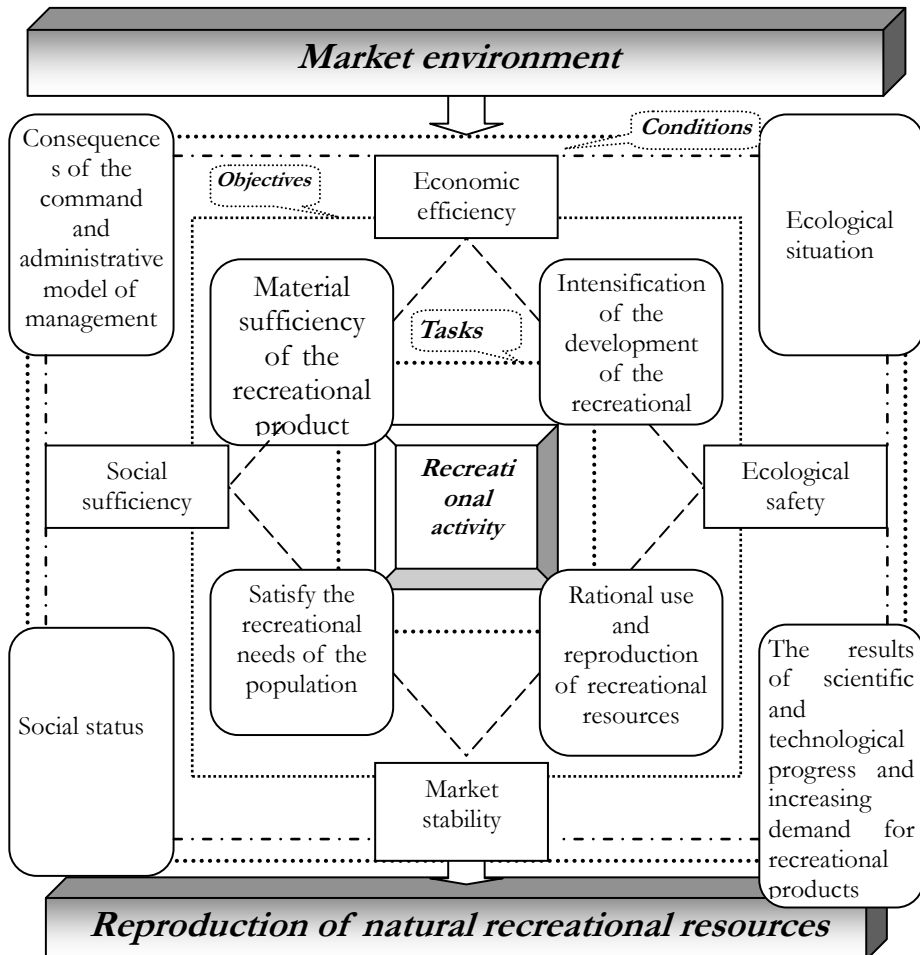 Market environment
Consequence
s of the
command
and
administrative
model of
management
Conditions
Objectives
Economic
efficiency
Ecological
situation
Material
sufficiency
of the
recreational
product
Tasks
Intensification
of the
development
of the
recreational
Social
sufficiency
Recreati
onal
activity
Ecological
safety
Satisfy the
recreational
needs of the
population
Rational use
and
reproduction
of recreational
resources
Social status
The results
of scientific
and
technological
progress and
increasing
demand for
recreational
products
Market
stability
Reproduction of natural recreational resources